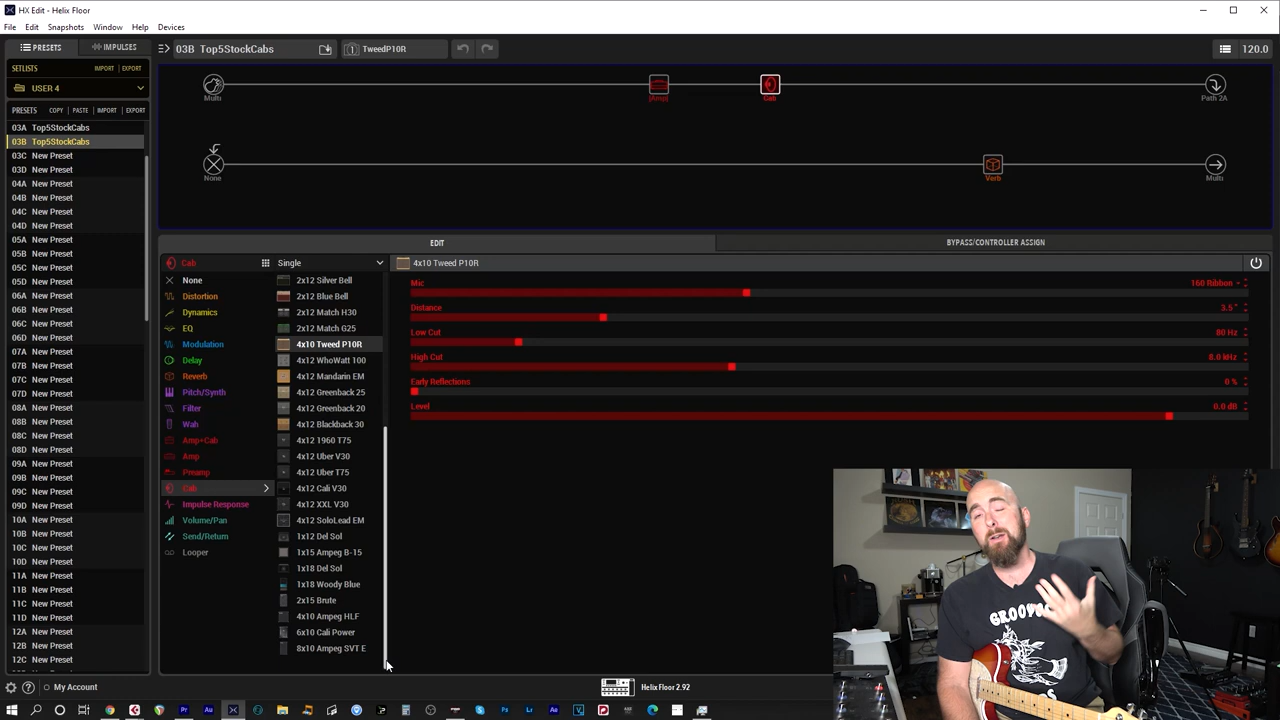 HX Edit - Helix Floor
File Edit Snapshots Window Help Devices
PRESETS IMPULSES
03B Top5StockCabs
1 TweedP10R
120.0
SETLISTS IMPORT EXPORT
USER 4
PRESETS COPY PASTE IMPORT EXPORT
03A Top5StockCabs
03B Top5StockCabs
03C New Preset
03D New Preset
04A New Preset
04B New Preset
04C New Preset
04D New Preset
05A New Preset
05B New Preset
05C New Preset
05D New Preset
06A New Preset
06B New Preset
06C New Preset
06D New Preset
07A New Preset
07B New Preset
07C New Preset
07D New Preset
08A New Preset
08B New Preset
08C New Preset
08D New Preset
09A New Preset
09B New Preset
09C New Preset
09D New Preset
10A New Preset
10B New Preset
10C New Preset
10D New Preset
11A New Preset
11B New Preset
11C New Preset
11D New Preset
12A New Preset
12B New Preset
12C New Preset
My Account
Multi
|Amp|
Cab
Path 2A
None
Verb
Multi
EDIT
BYPASS/CONTROLLER ASSIGN
Cab
Single
4x10 Tweed P10R
None
Distortion
Dynamics
EQ
Modulation
Delay
Reverb
Pitch/Synth
Filter
Wah
Amp+Cab
Amp
Preamp
Cab
Impulse Response
Volume/Pan
Send/Return
Looper
2x12 Silver Bell
2x12 Blue Bell
2x12 Match H30
2x12 Match G25
4x10 Tweed P10R
4x12 WhoWatt 100
4x12 Mandarin EM
4x12 Greenback 25
4x12 Greenback 20
4x12 Blackback 30
4x12 1960 T75
4x12 Uber V30
4x12 Uber T75
4x12 Cali V30
4x12 XXL V30
4x12 SoloLead EM
1x12 Del Sol
1x15 Ampeg B-15
1x18 Del Sol
1x18 Woody Blue
2x15 Brute
4x10 Ampeg HLF
6x10 Cali Power
8x10 Ampeg SVT E
Mic 160 Ribbon
Distance 3.5"
Low Cut 80 Hz
High Cut 8.0 kHz
Early Reflections 0 %
Level 0.0 dB
Helix Floor 2.92